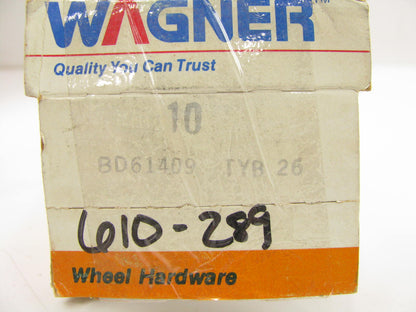 WAGNER
Quality You Can Trust
10
BD61409 TYB 26
610-289
Wheel Hardware